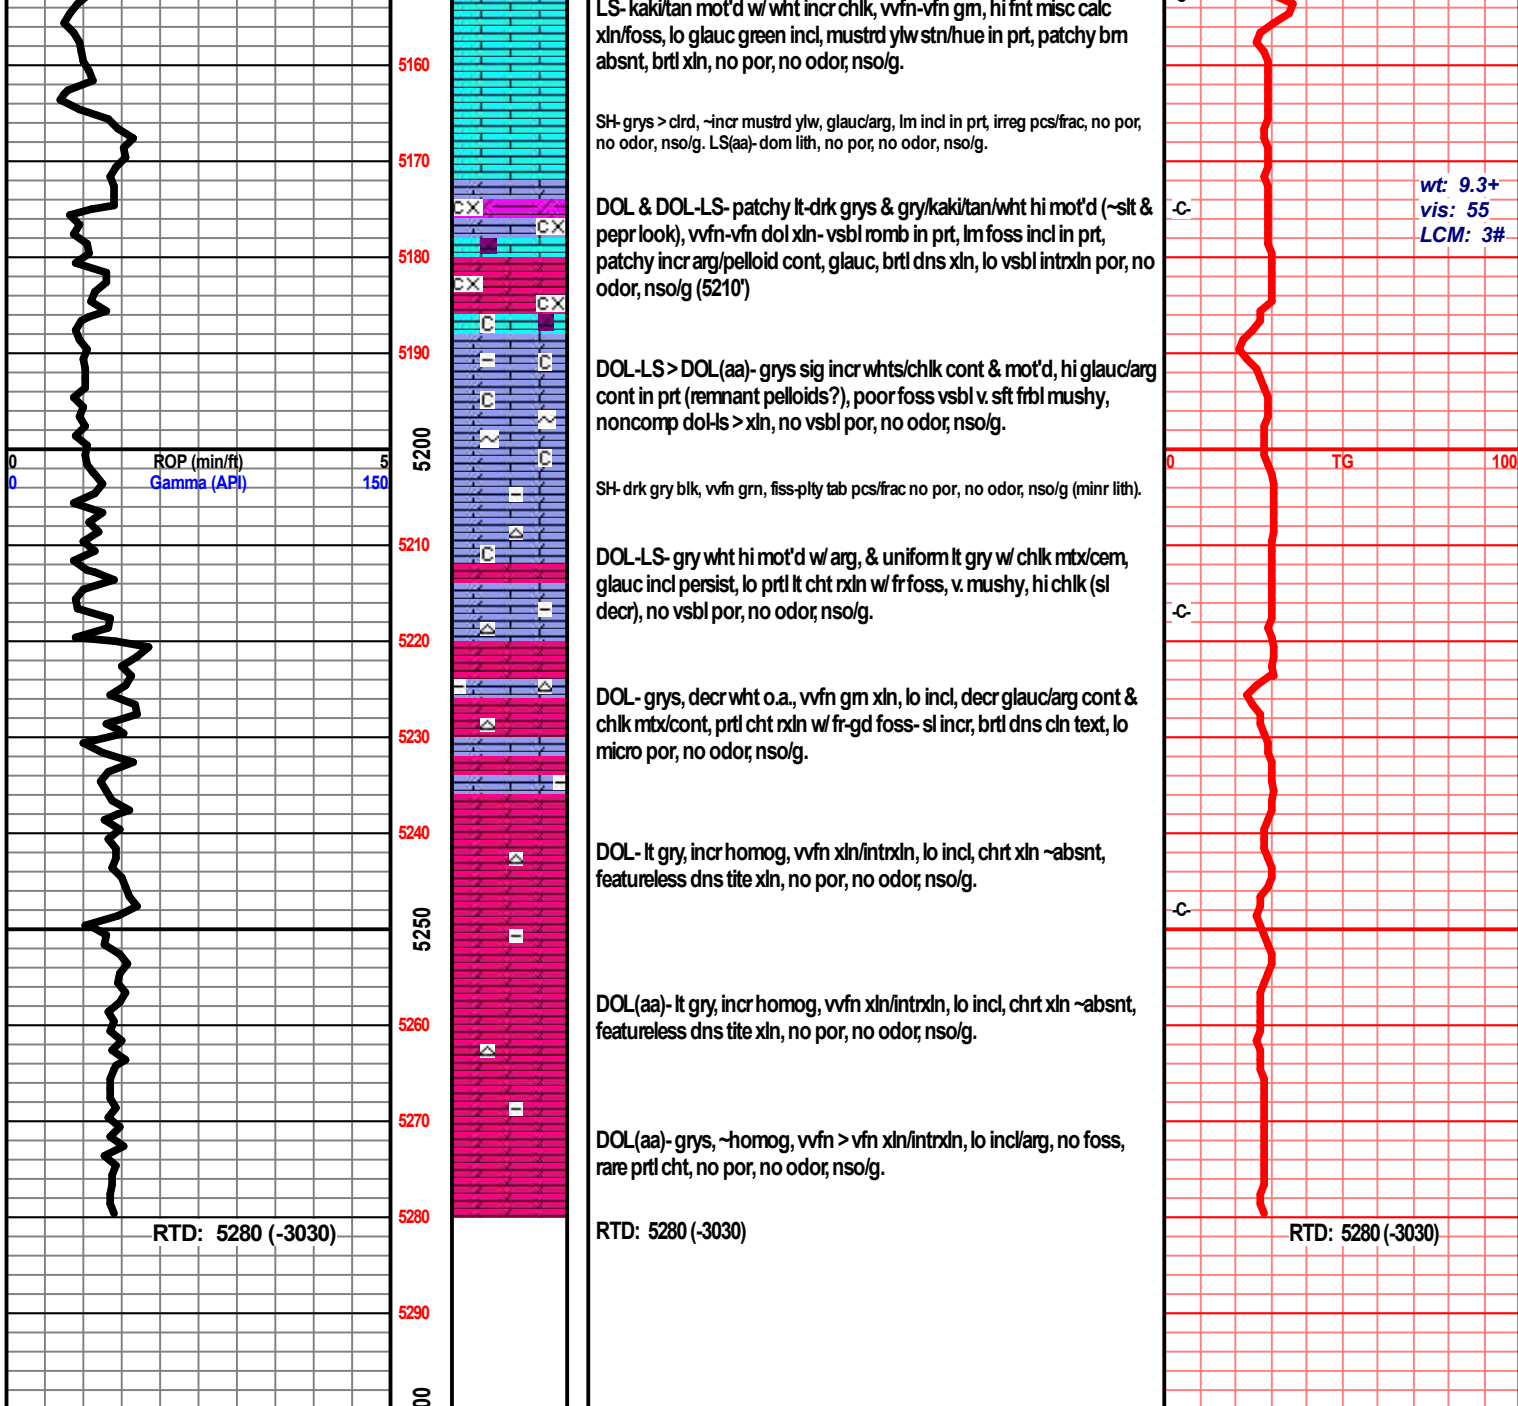 LS- kaki/tan mot'd w/ wht incr chlk, vvfn-vfn grn, hi fnt misc calc
xln/foss, lo glauc green incl, mustrd ylw stn/hue in prt, patchy brn
absnt, brtl xln, no por, no odor, nso/g.
5160
SH- grys > clrd, ~incr mustrd ylw, glauc/arg, lm incl in prt, irreg pcs/frac, no por,
no odor, nso/g. LS(aa)- dom lith, no por, no odor, nso/g.
5170
wt: 9.3+
vis: 55
LCM: 3#
-C-
DOL & DOL-LS- patchy lt-drk grys & gry/kaki/tan/wht hi mot'd (~slt &
pepr look), vvfn-vfn dol xln- vsbl romb in prt, lm foss incl in prt,
patchy incr arg/pelloid cont, glauc, brtl dns xln, lo vsbl intrxln por, no
odor, nso/g (5210')
CX
CX
5180
CX
CX
C
5190
DOL-LS > DOL(aa)- grys sig incr whts/chlk cont & mot'd, hi glauc/arg
cont in prt (remnant pelloids?), poor foss vsbl v. sft frbl mushy,
noncomp dol-ls > xln, no vsbl por, no odor, nso/g.
C
C
~
~
C
5200
0 ROP (min/ft) 5
0 Gamma (API) 150
0 TG 100
SH- drk gry blk, vvfn grn, fiss-plty tab pcs/frac no por, no odor, nso/g (minr lith).
5210
C
DOL-LS- gry wht hi mot'd w/ arg, & uniform lt gry w/ chlk mtx/cem,
glauc incl persist, lo prtl lt cht rxln w/ fr foss, v. mushy, hi chlk (sl
decr), no vsbl por, no odor, nso/g.
-C-
5220
DOL- grys, decr wht o.a., vvfn grn xln, lo incl, decr glauc/arg cont &
chlk mtx/cont, prtl cht rxln w/ fr-gd foss- sl incr, brtl dns cln text, lo
micro por, no odor, nso/g.
5230
5240
DOL- lt gry, incr homog, vvfn xln/intrxln, lo incl, chrt xln ~absnt,
featureless dns tite xln, no por, no odor, nso/g.
-C-
5250
DOL(aa)- lt gry, incr homog, vvfn xln/intrxln, lo incl, chrt xln ~absnt,
featureless dns tite xln, no por, no odor, nso/g.
5260
5270
DOL(aa)- grys, ~homog, vvfn > vfn xln/intrxln, lo incl/arg, no foss,
rare prtl cht, no por, no odor, nso/g.
5280
RTD: 5280 (-3030)
RTD: 5280 (-3030)
RTD: 5280 (-3030)
5290